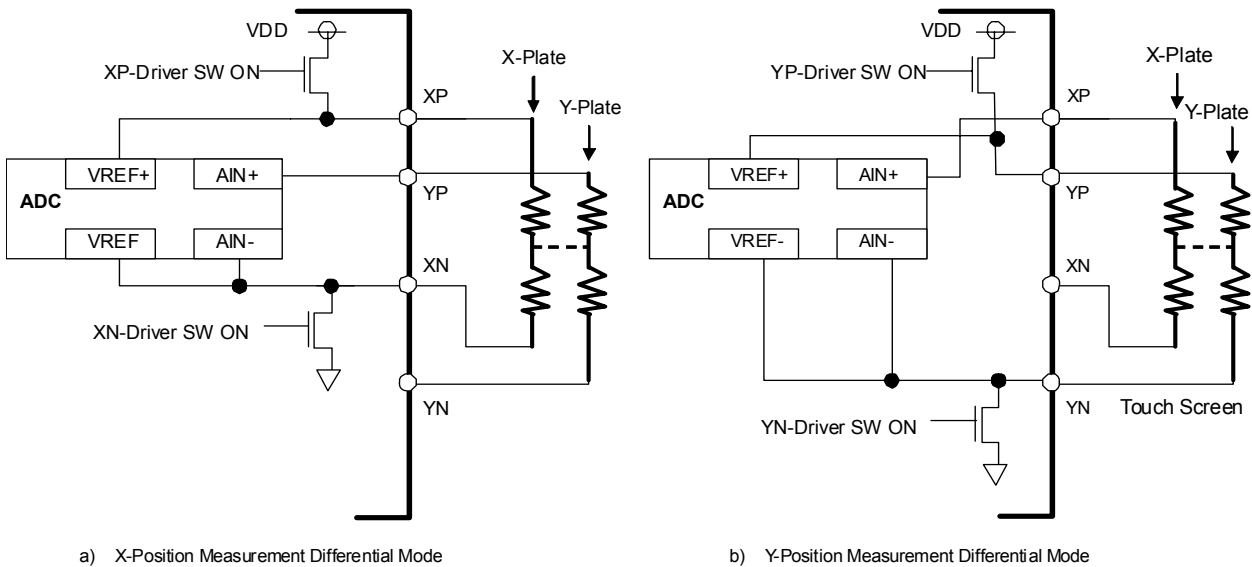 VDD
XP-Driver SW ON
X-Plate
XP
Y-Plate
VREF+
AIN+
YP
ADC
VREF
AIN-
XN
XN-Driver SW ON
YN
a) X-Position Measurement Differential Mode
VDD
YP-Driver SW ON
X-Plate
XP
Y-Plate
VREF+
AIN+
YP
ADC
VREF-
AIN-
XN
YN
Touch Screen
YN-Driver SW ON
b) Y-Position Measurement Differential Mode